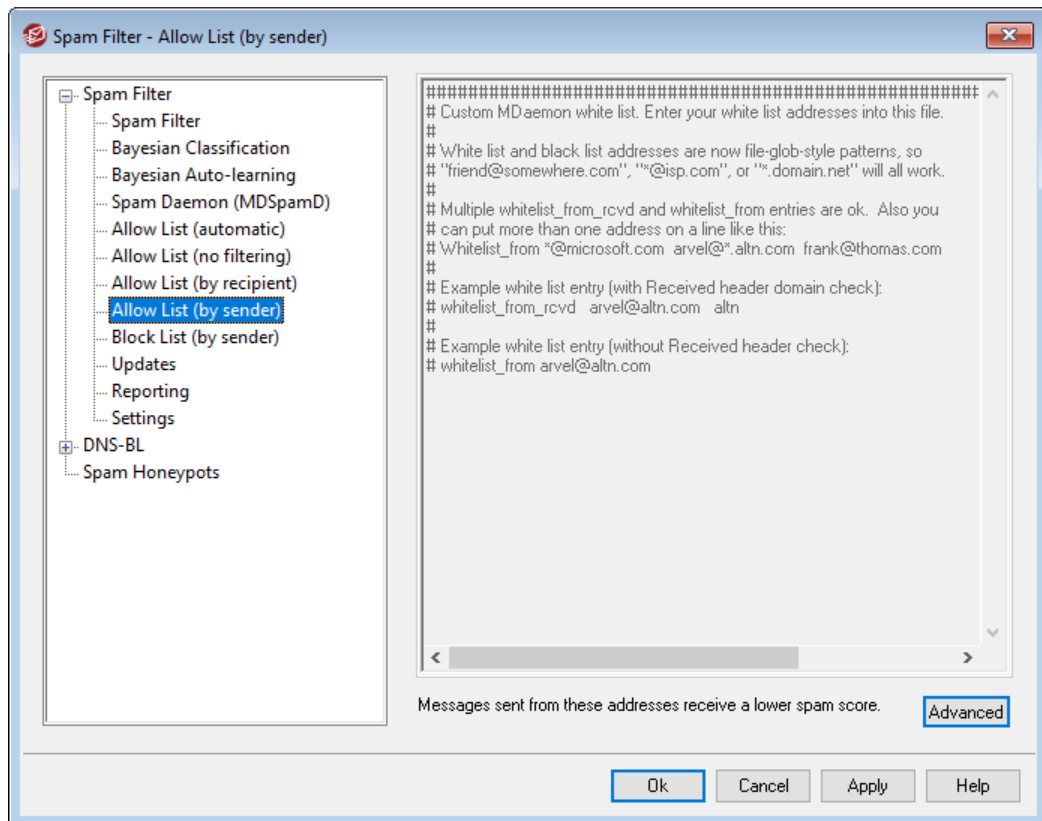 Spam Filter - Allow List (by sender)
Spam Filter
Spam Filter
Bayesian Classification
Bayesian Auto-learning
Spam Daemon (MDSpamD)
Allow List (automatic)
Allow List (no filtering)
Allow List (by recipient)
Allow List (by sender)
Block List (by sender)
Updates
Reporting
Settings
DNS-BL
Spam Honeypots
##############################################################
# Custom MDaemon white list. Enter your white list addresses into this file.
#
# White list and black list addresses are now file-glob-style patterns, so
# "friend@somewhere.com", "*@isp.com", or "*.domain.net" will all work.
#
# Multiple whitelist_from_rcvd and whitelist_from entries are ok.  Also you
# can put more than one address on a line like this:
# Whitelist_from *@microsoft.com  arvel@*.altn.com  frank@thomas.com
#
# Example white list entry (with Received header domain check):
# whitelist_from_rcvd   arvel@altn.com   altn
#
# Example white list entry (without Received header check):
# whitelist_from arvel@altn.com
Messages sent from these addresses receive a lower spam score.
Advanced
Ok
Cancel
Apply
Help